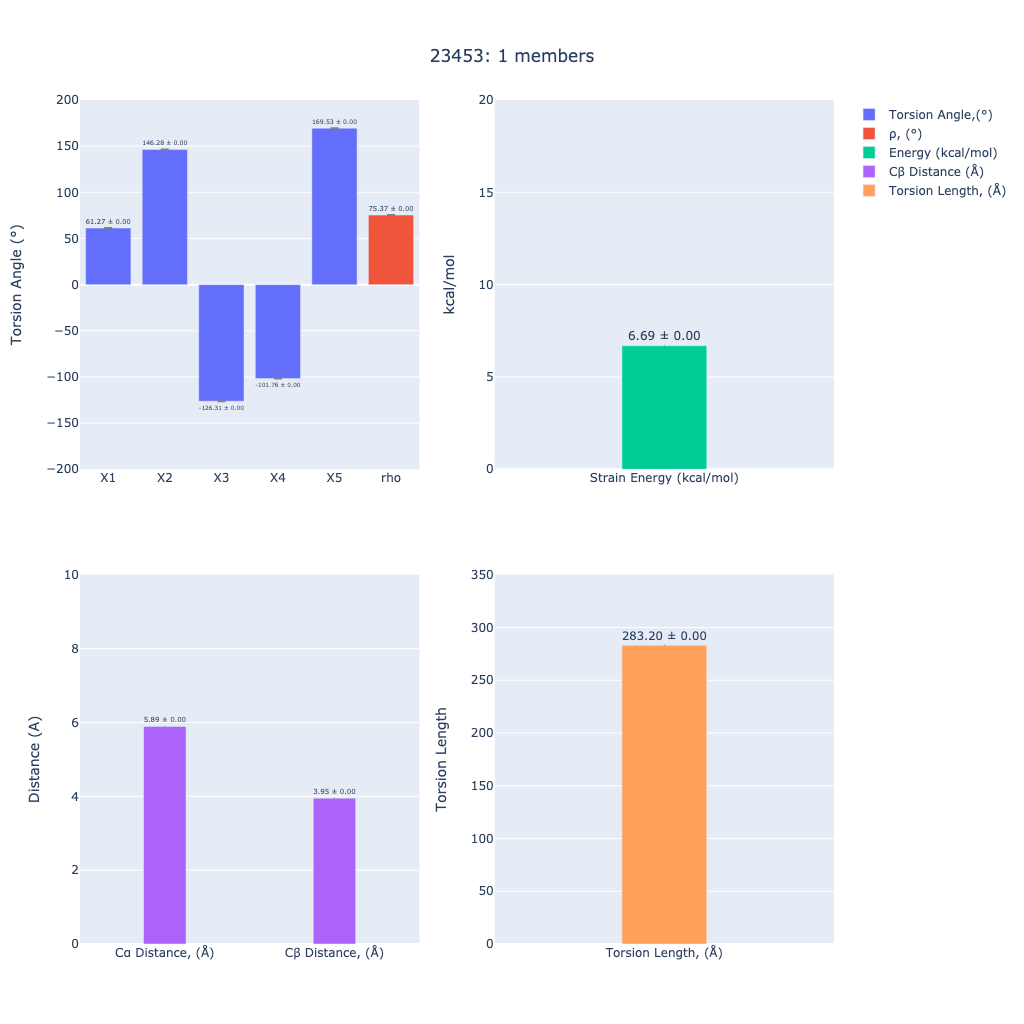 23453: 1 members
Torsion Angle (°)
200
150
100
50
0
−50
−100
−150
−200
61.27 ± 0.00
146.28 ± 0.00
-126.31 ± 0.00
-101.76 ± 0.00
169.53 ± 0.00
75.37 ± 0.00
X1 X2 X3 X4 X5 rho
kcal/mol
20
15
10
5
0
6.69 ± 0.00
Strain Energy (kcal/mol)
Torsion Angle,(°)
ρ, (°)
Energy (kcal/mol)
Cβ Distance (Å)
Torsion Length, (Å)
Distance (A)
10
8
6
4
2
0
5.89 ± 0.00
3.95 ± 0.00
Cα Distance, (Å) Cβ Distance, (Å)
Torsion Length
350
300
250
200
150
100
50
0
283.20 ± 0.00
Torsion Length, (Å)